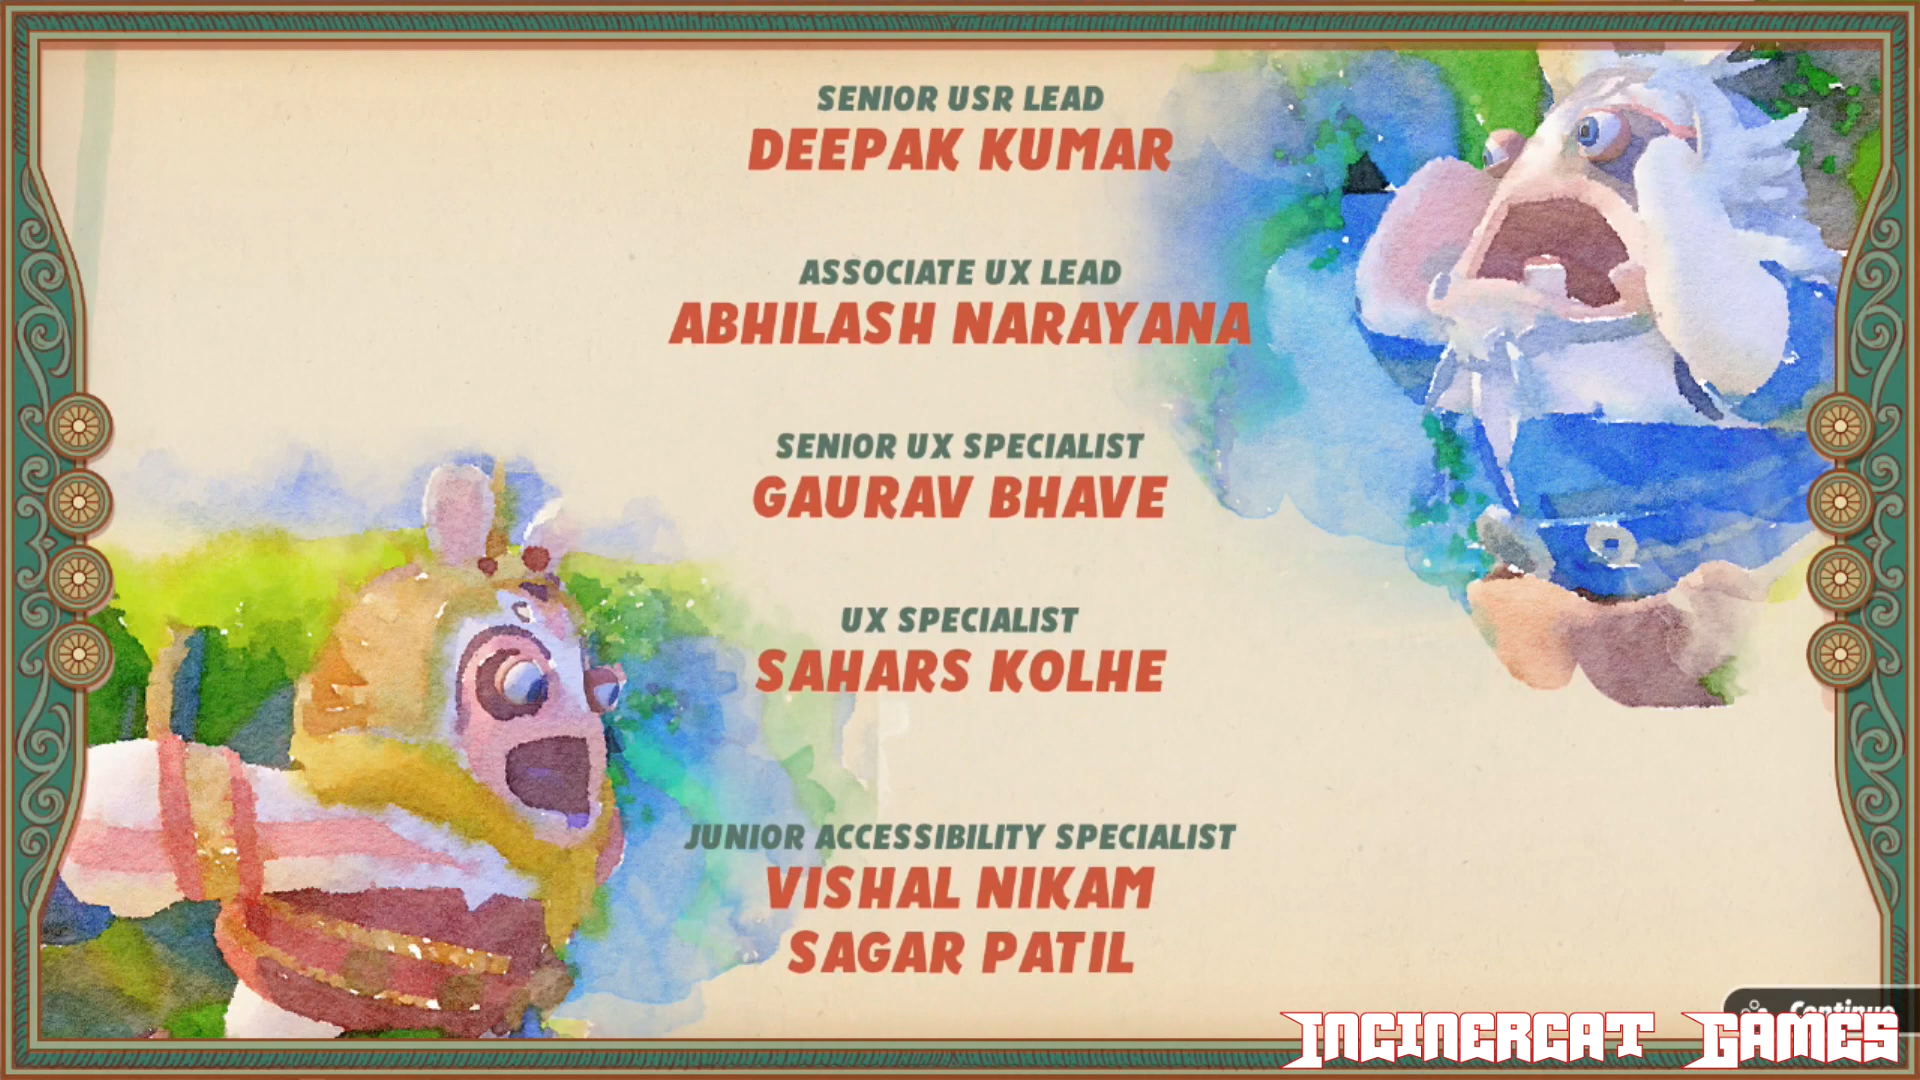 SENIOR USR LEAD
DEEPAK KUMAR
ASSOCIATE UX LEAD
ABHILASH NARAYANA
SENIOR UX SPECIALIST
GAURAV BHAVE
UX SPECIALIST
SAHARS KOLHE
JUNIOR ACCESSIBILITY SPECIALIST
VISHAL NIKAM
SAGAR PATIL
Continue
INCINERCAT GAMES